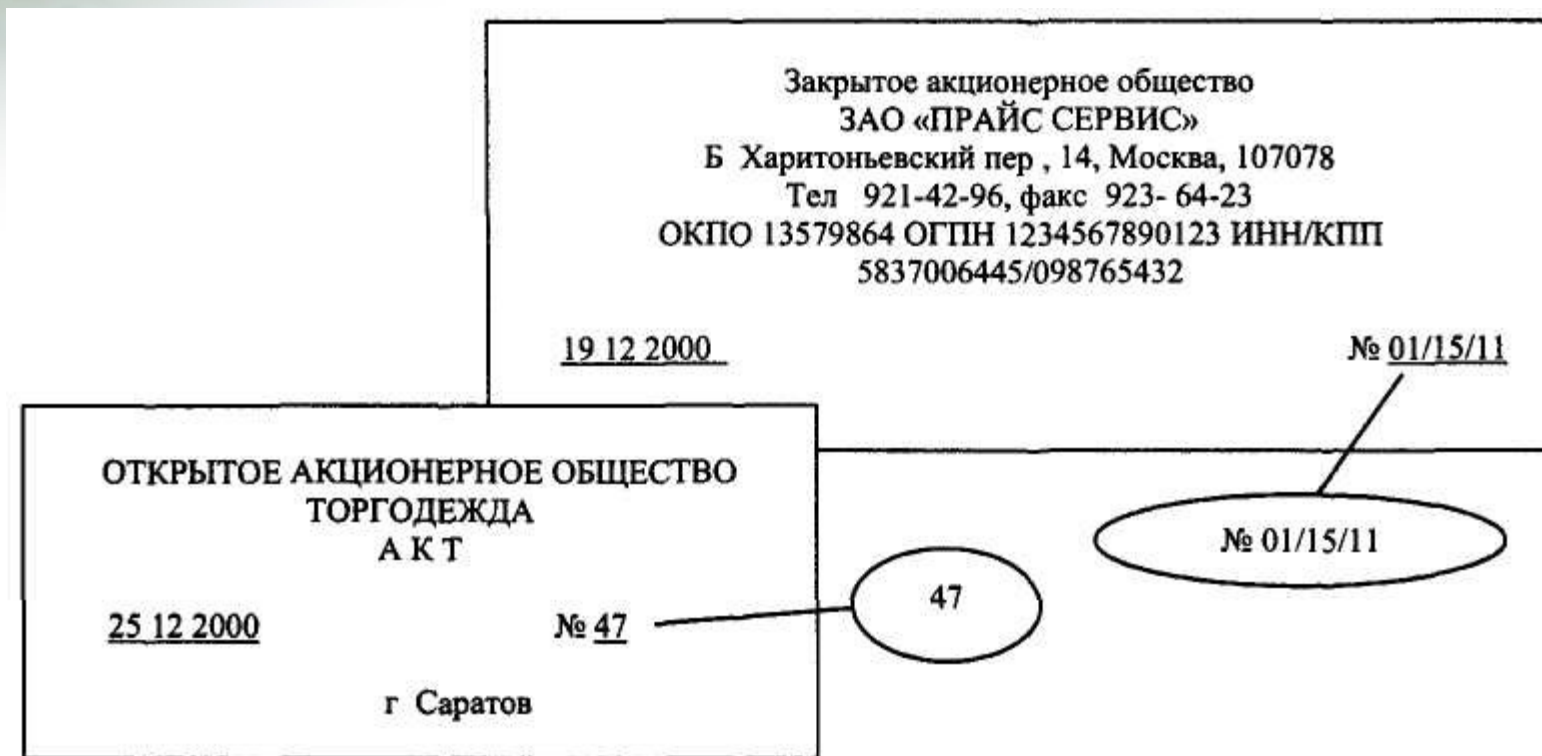 Закрытое акционерное общество
ЗАО «ПРАЙС СЕРВИС»
Б Харитоньевский пер , 14, Москва, 107078
Тел 921-42-96, факс 923- 64-23
ОКПО 13579864 ОГПН 1234567890123 ИНН/КПП
5837006445/098765432
19 12 2000 № 01/15/11
№ 01/15/11
ОТКРЫТОЕ АКЦИОНЕРНОЕ ОБЩЕСТВО
ТОРГОДЕЖДА
А К Т
25 12 2000 № 47
47
г Саратов